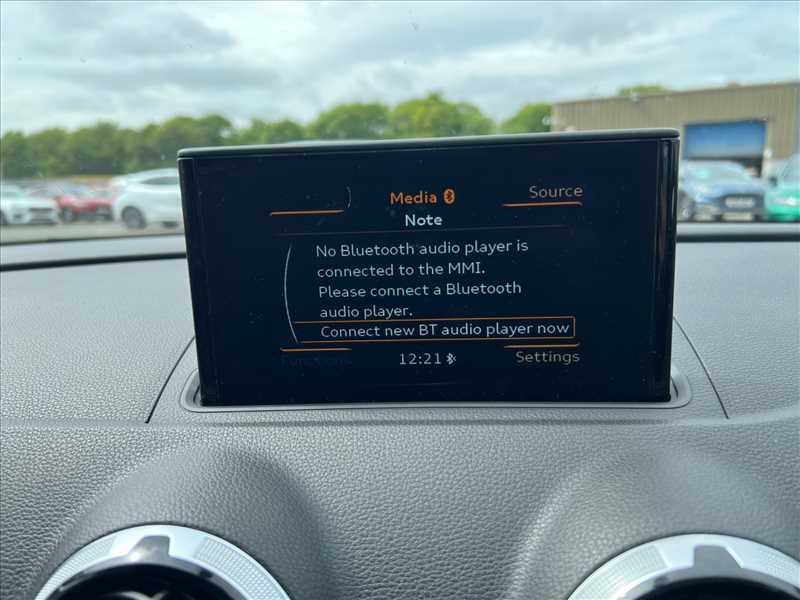 Media
Source
Note
No Bluetooth audio player is
connected to the MMI.
Please connect a Bluetooth
audio player.
Connect new BT audio player now
Functions
12:21
Settings